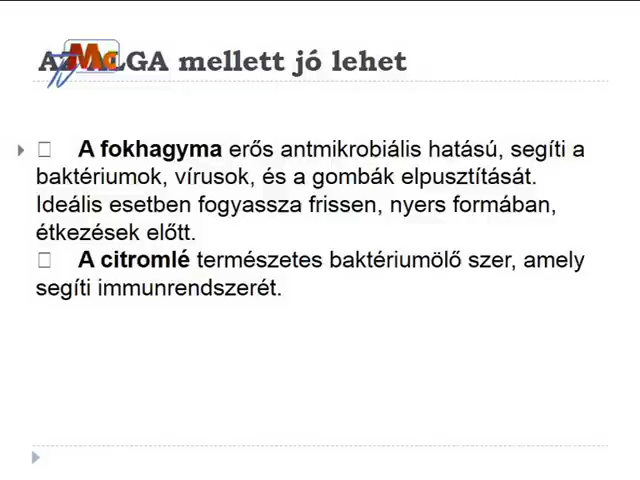 Az ALGA mellett jó lehet
A fokhagyma erős antmikrobiális hatású, segíti a
baktériumok, vírusok, és a gombák elpusztítását.
Ideális esetben fogyassza frissen, nyers formában,
étkezések előtt.
A citromlé természetes baktériumölő szer, amely
segíti immunrendszerét.